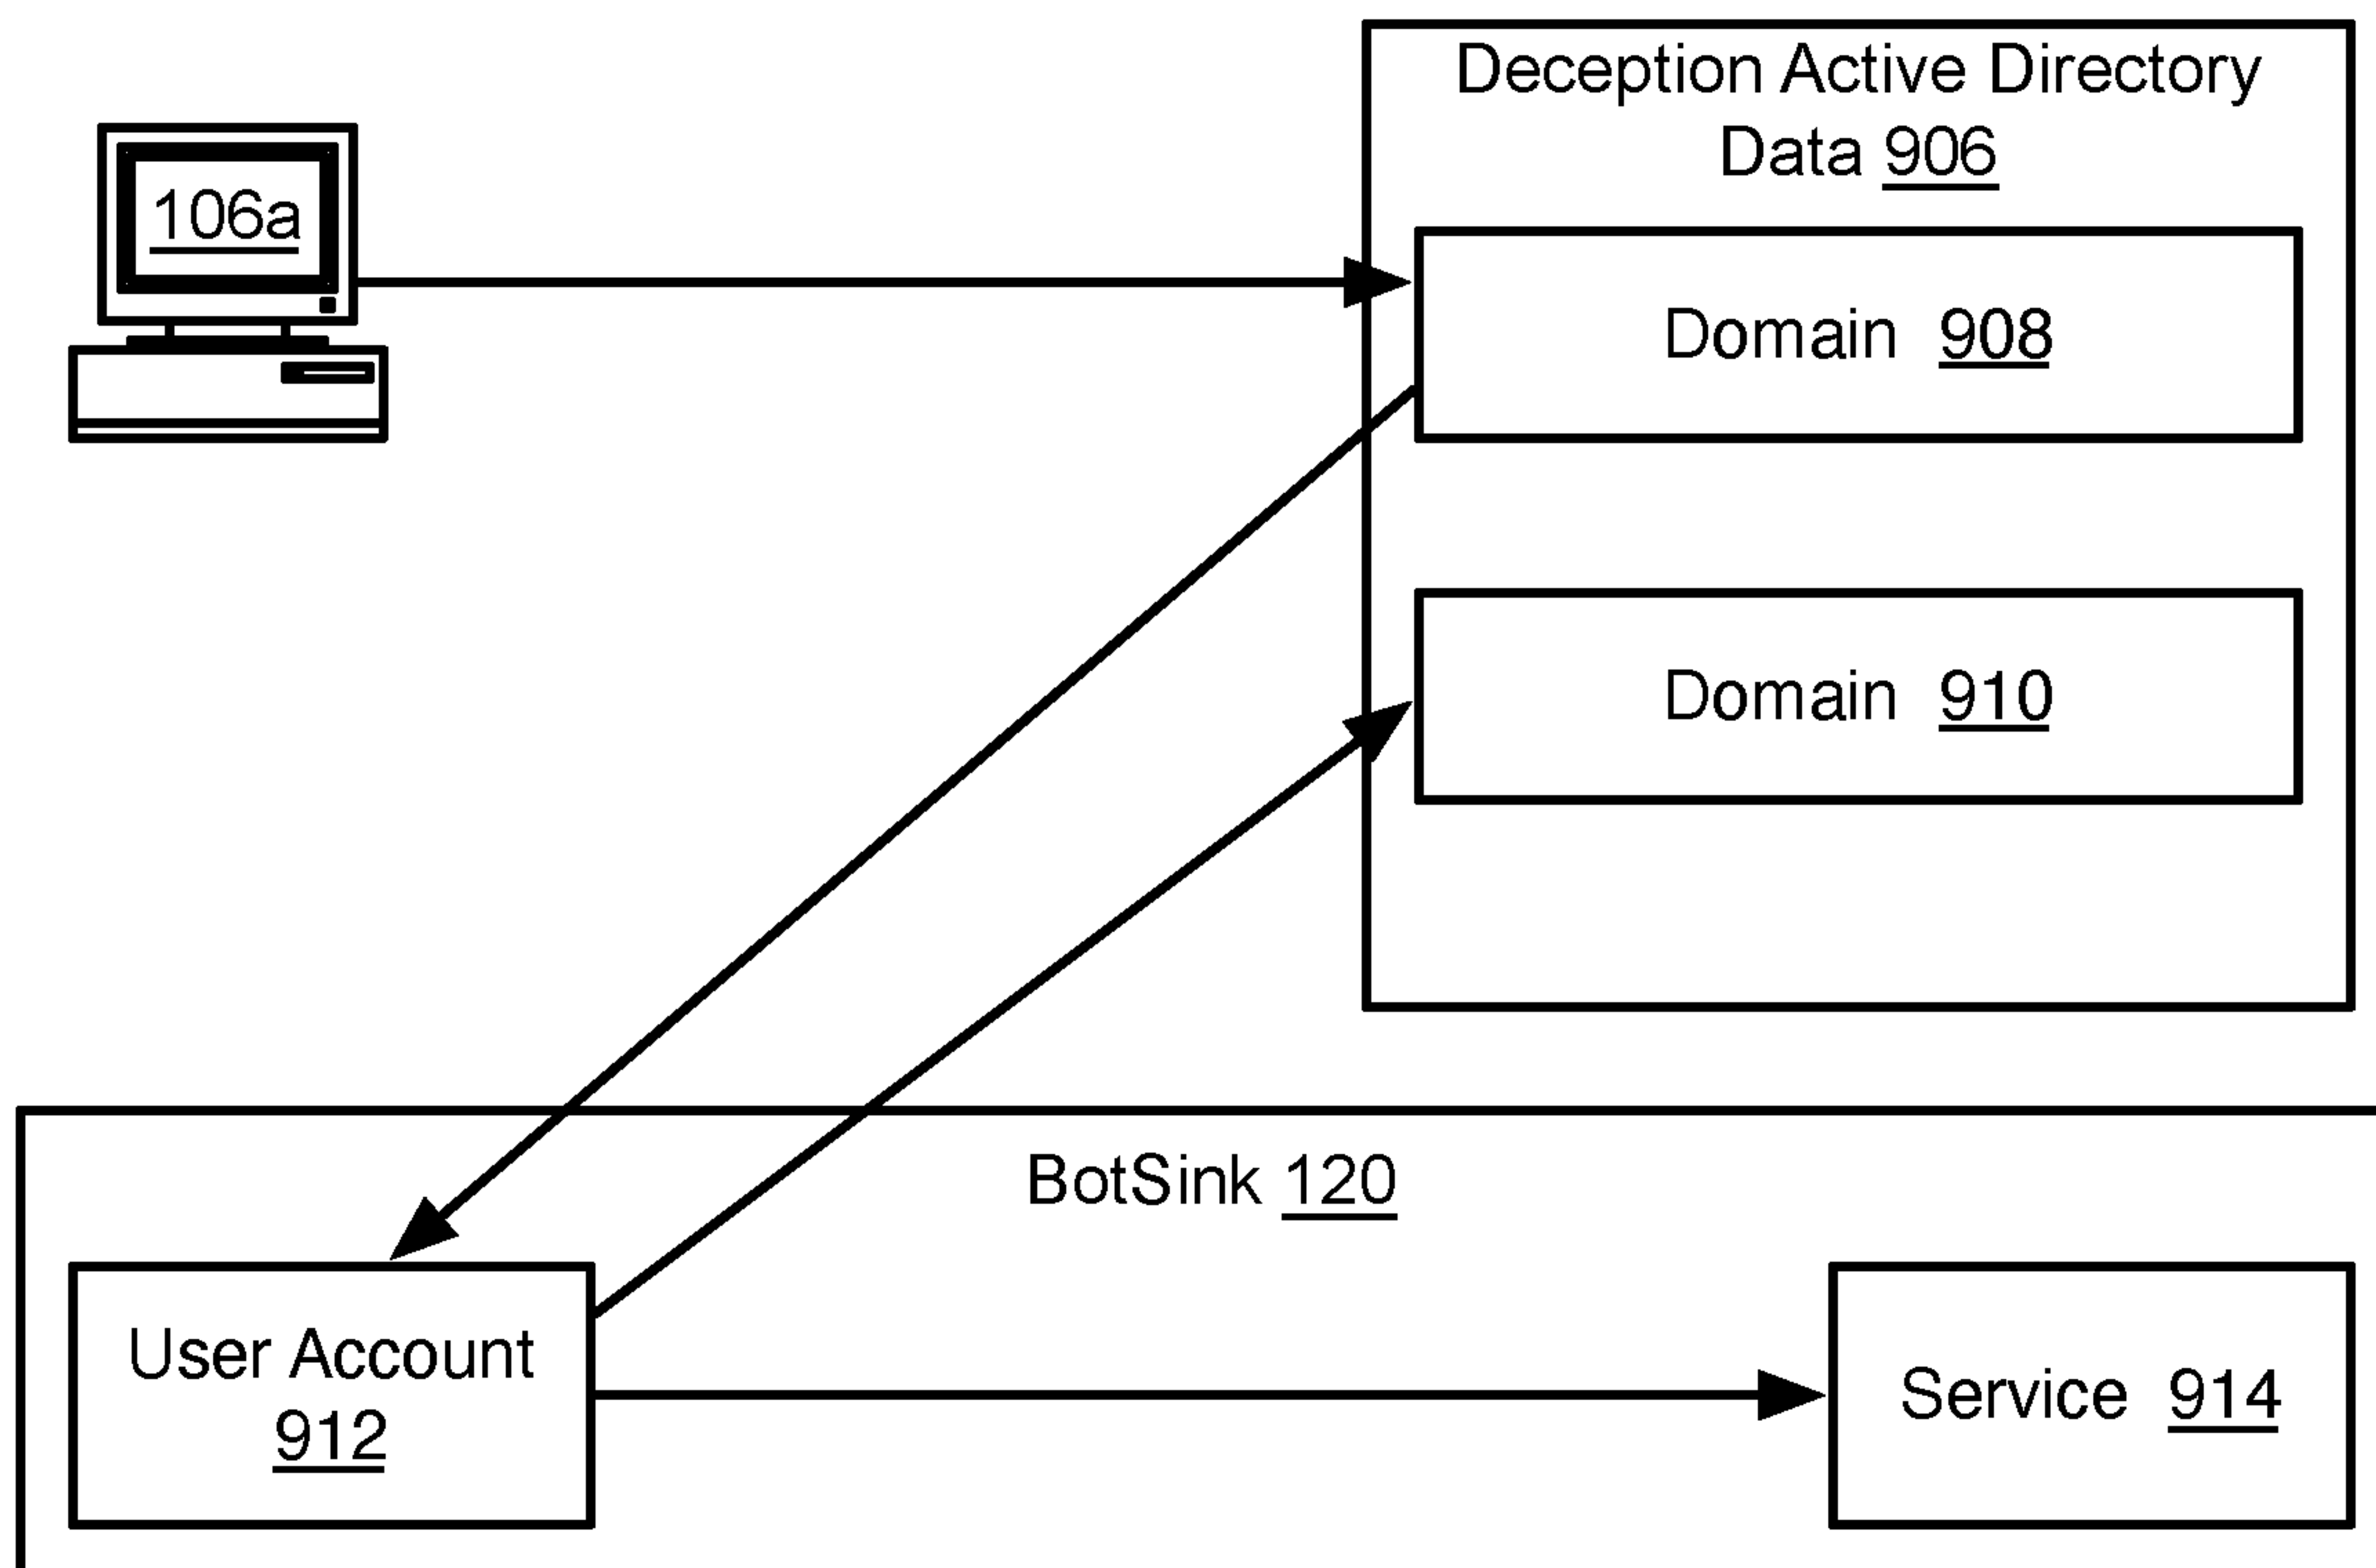 Deception Active Directory
Data 906
106a
Domain 908
Domain 910
BotSink 120
User Account
912
Service 914